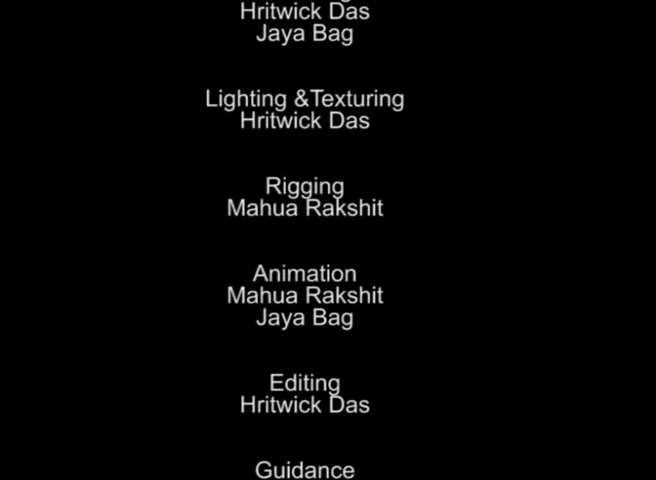 Hritwick Das
Jaya Bag
Lighting &Texturing
Hritwick Das
Rigging
Mahua Rakshit
Animation
Mahua Rakshit
Jaya Bag
Editing
Hritwick Das
Guidance